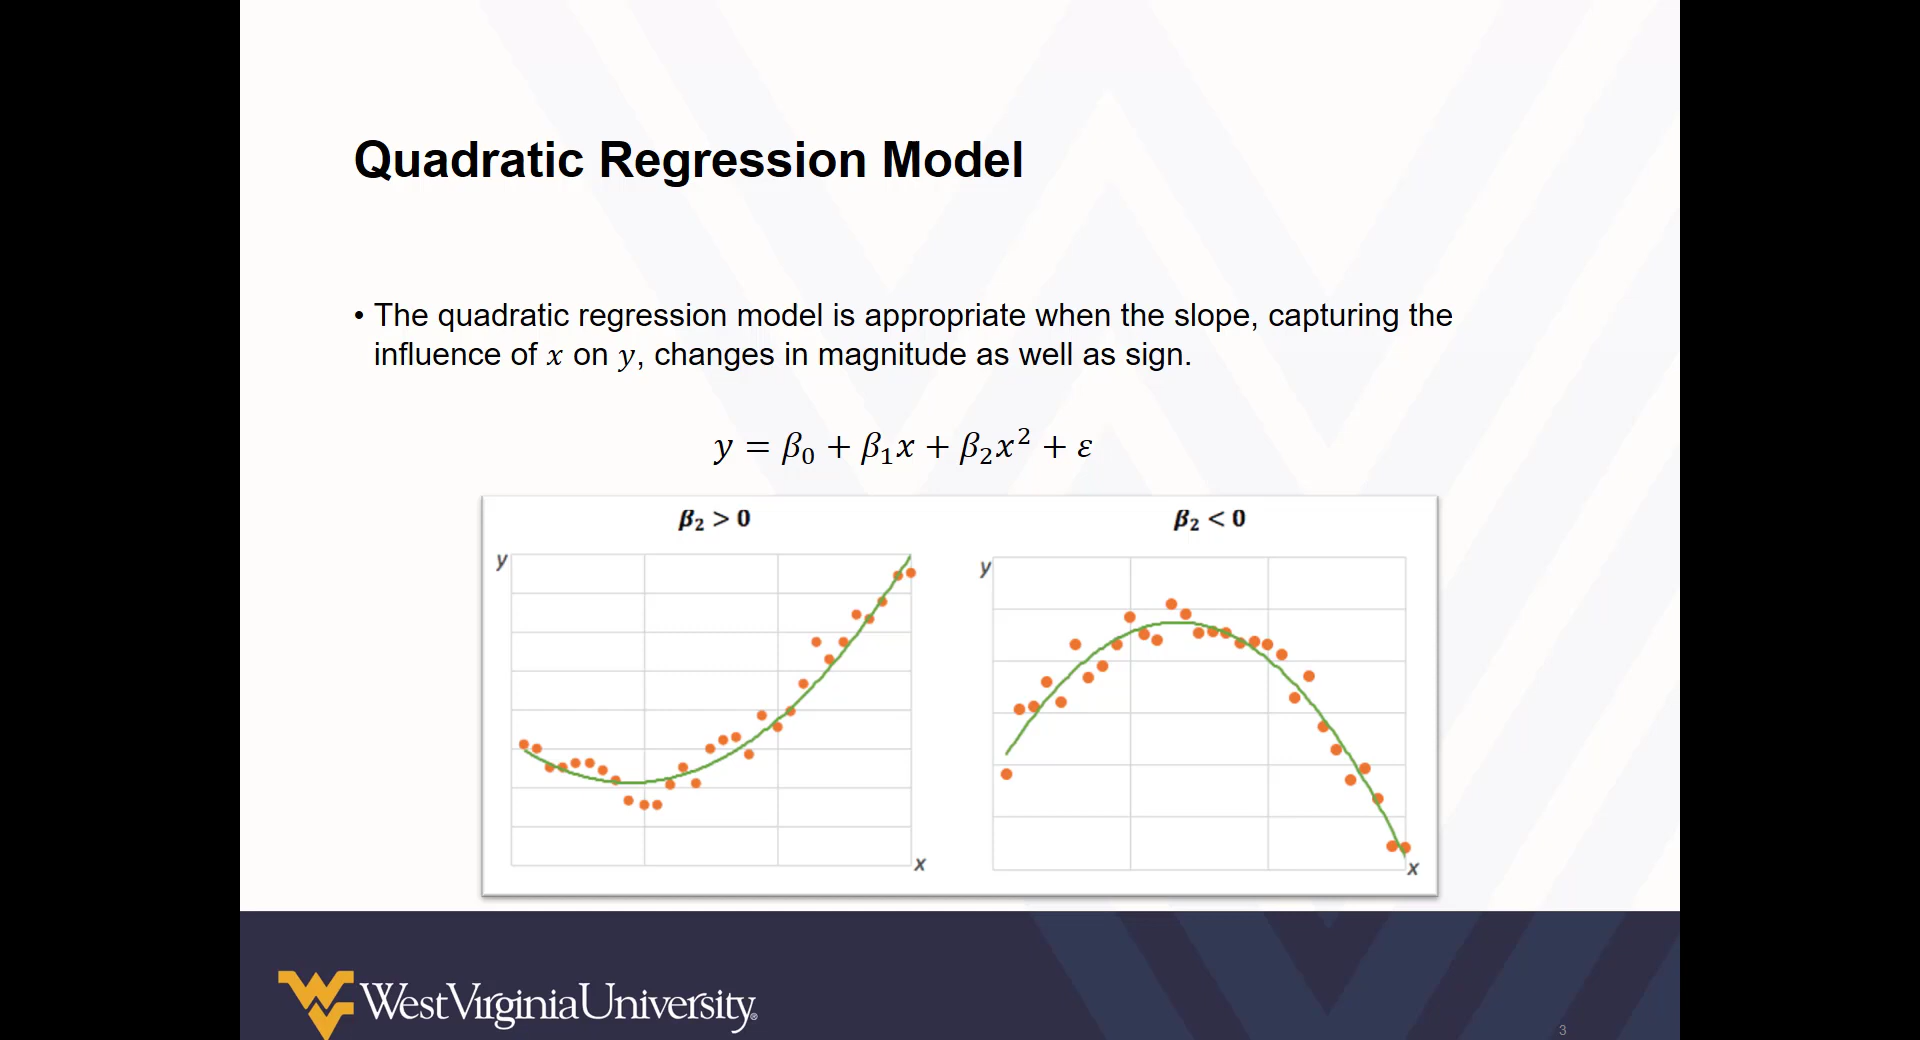 Quadratic Regression Model
• The quadratic regression model is appropriate when the slope, capturing the
influence of x on y, changes in magnitude as well as sign.
y = β₀ + β₁x + β₂x² + ε
β₂ > 0
β₂ < 0
y
x
y
x
WestVirginiaUniversity®
3